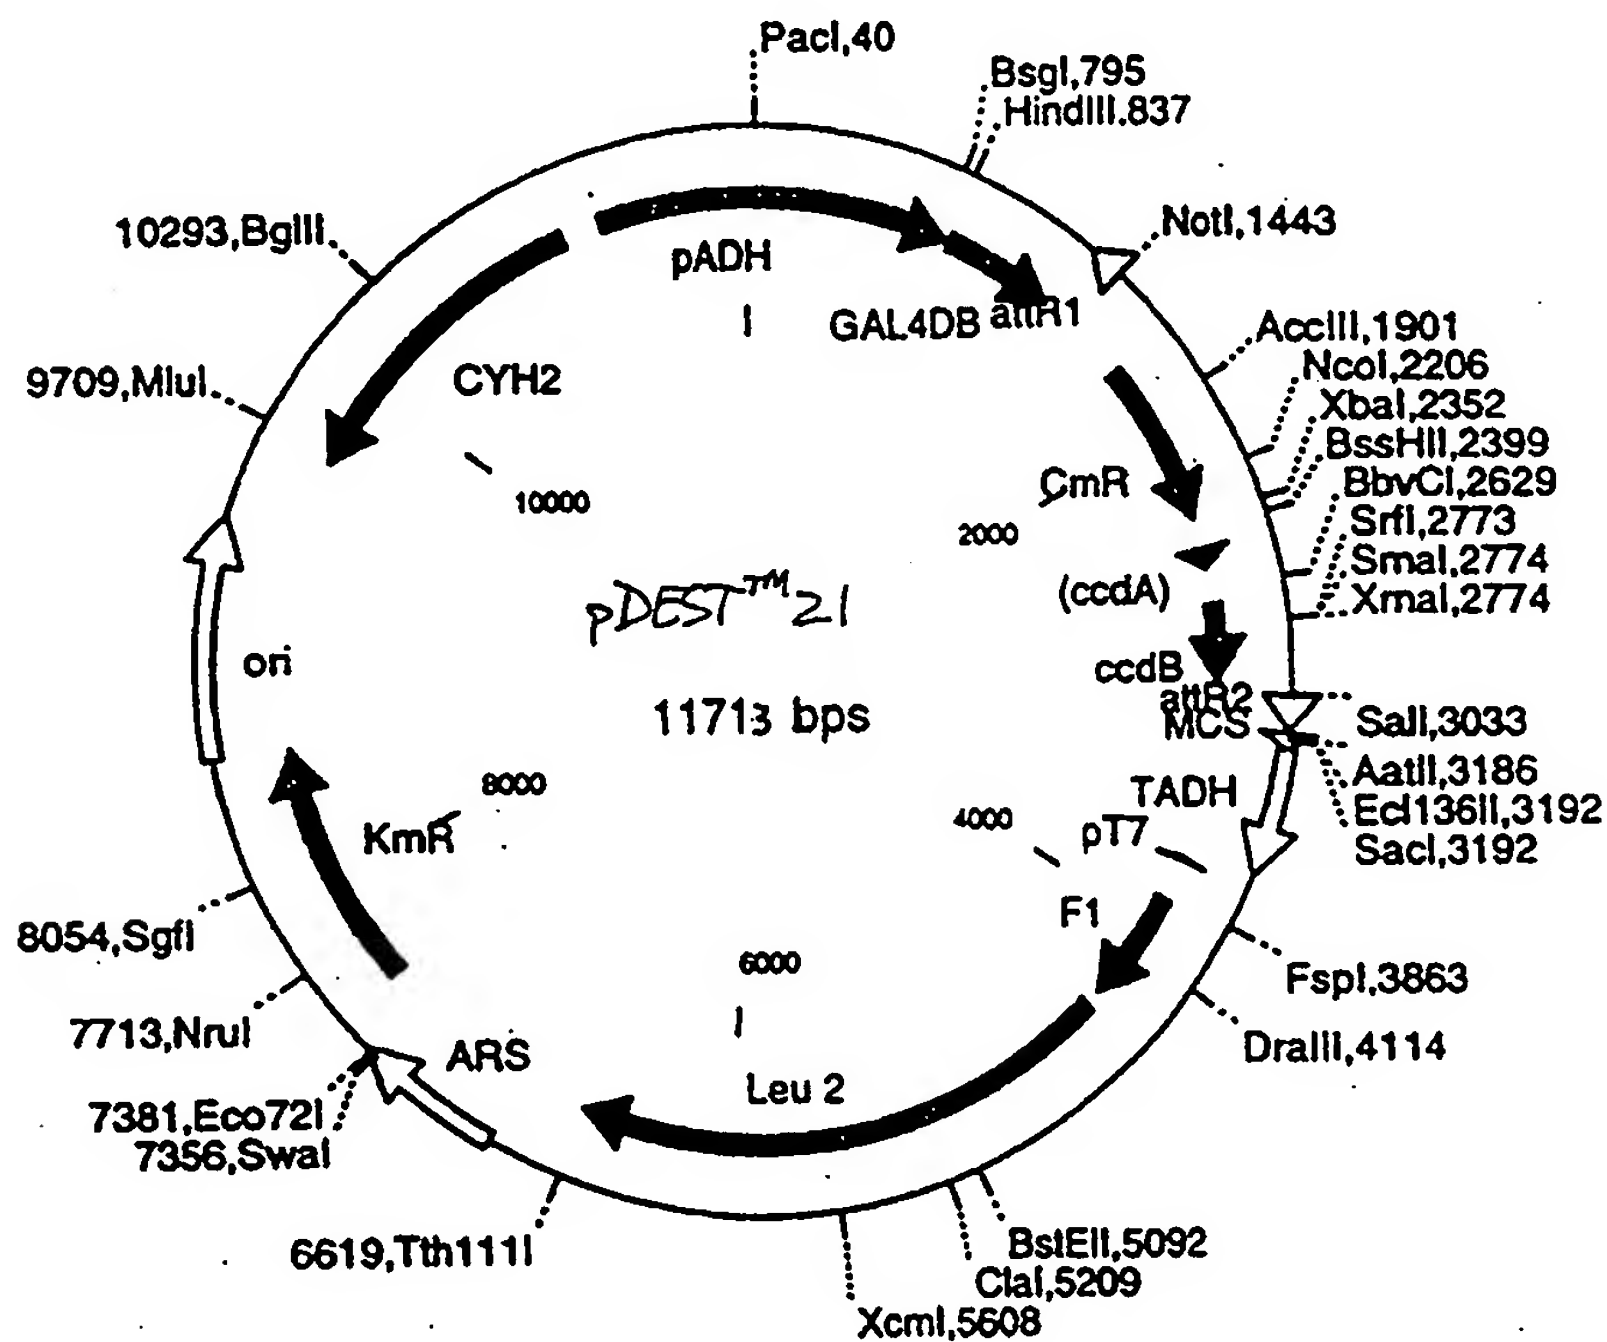 PacI,40
BsgI,795
HindIII.837
NotI,1443
AccIII,1901
NcoI,2206
XbaI,2352
BssHII,2399
BbvCI,2629
SrfI,2773
SmaI,2774
XmaI,2774
SalI,3033
AatII,3186
Ecl136II,3192
SacI,3192
FspI,3863
DraIII,4114
BstEII,5092
ClaI,5209
XcmI,5608
6619,Tth111I
7356,SwaI
7381,Eco72I
7713,NruI
8054,SgfI
9709,MluI
10293,BglII
pADH
GAL4DB
attR1
CmR
(ccdA)
ccdB
attR2
MCS
TADH
pT7
F1
Leu 2
ARS
KmR
ori
CYH2
10000
2000
4000
6000
8000
pDEST™21
11713 bps